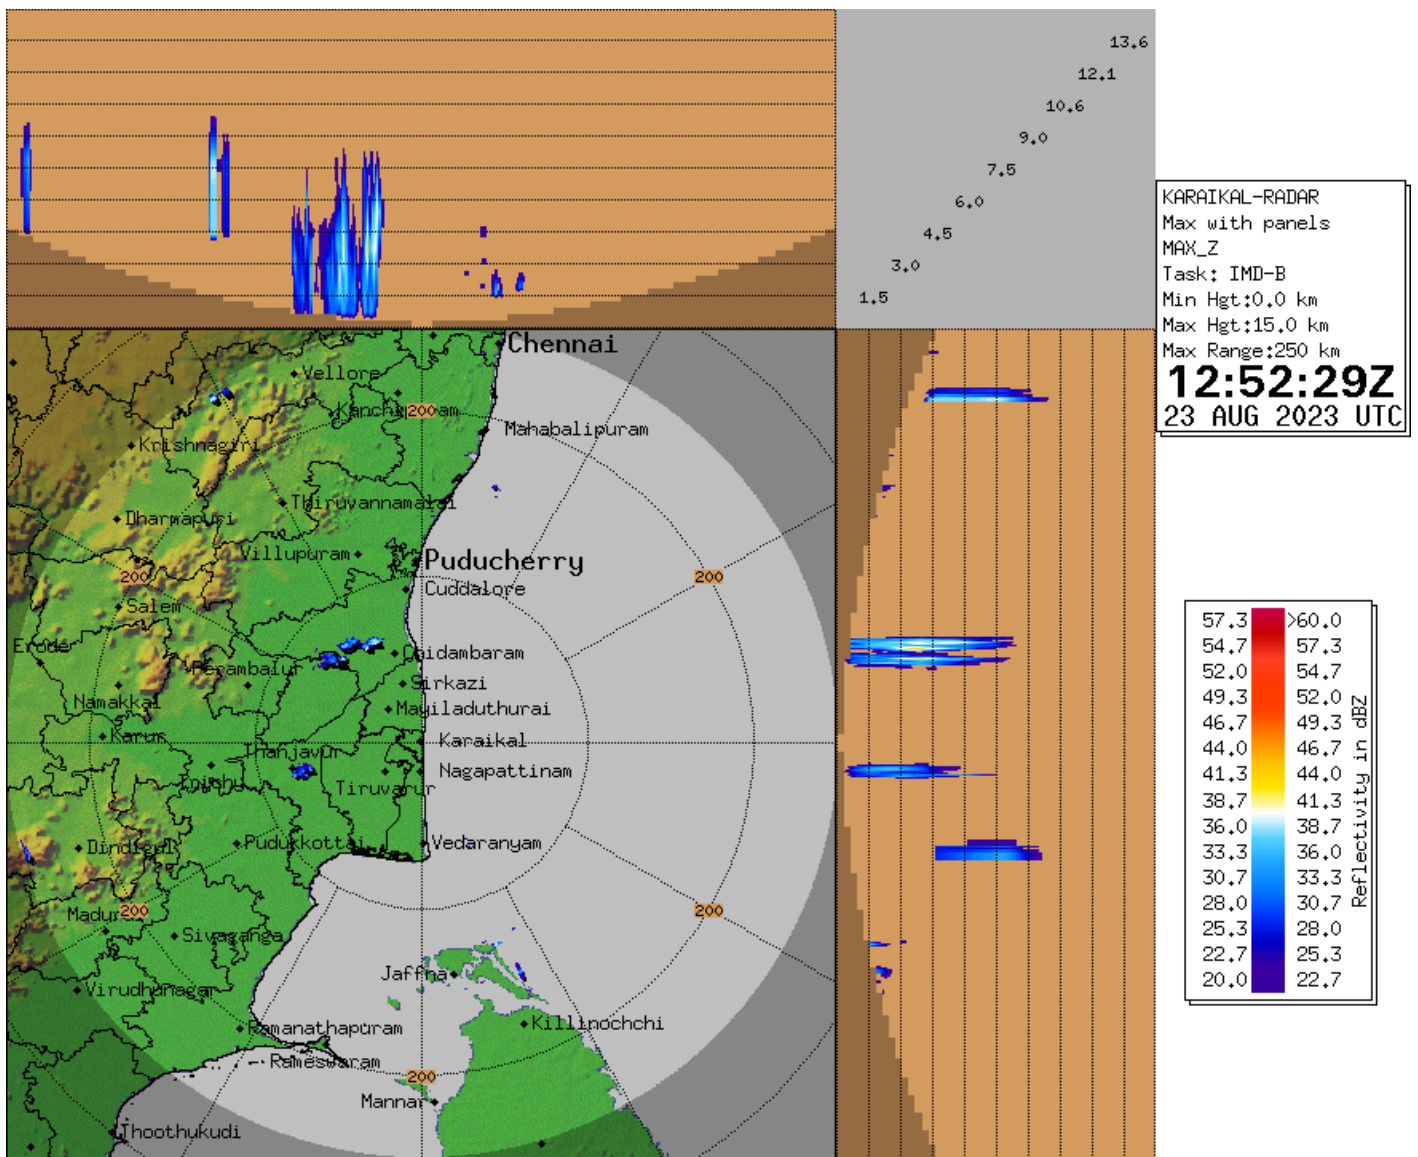 13.6
12.1
10.6
9.0
7.5
6.0
4.5
3.0
1.5
KARAIKAL-RADAR
Max with panels
MAX_Z
Task: IMD-B
Min Hgt:0.0 km
Max Hgt:15.0 km
Max Range:250 km
12:52:29Z
23 AUG 2023 UTC
Chennai
Vellore
200
Mahabalipuram
Krishnagiri
Thiruvannamalai
Dharmapuri
Villupuram
Puducherry
200
200
Cuddalore
Salem
Erode
Chidambaram
Perambalur
Sirkazi
Namakkal
Mayiladuthurai
Karur
Karaikal
Thanjavur
Nagapattinam
Tiruvarur
Dindigul
Pudukkottai
Vedaranyam
200
200
Sivaganga
Jaffna
Virudhunagar
Killinochchi
Ramanathapuram
Rameswaram
200
Mannar
Thoothukudi
57.3 >60.0
54.7 57.3
52.0 54.7
49.3 52.0
46.7 49.3
44.0 46.7
41.3 44.0
38.7 41.3
36.0 38.7
33.3 36.0
30.7 33.3
28.0 30.7
25.3 28.0
22.7 25.3
20.0 22.7
Reflectivity in dBZ